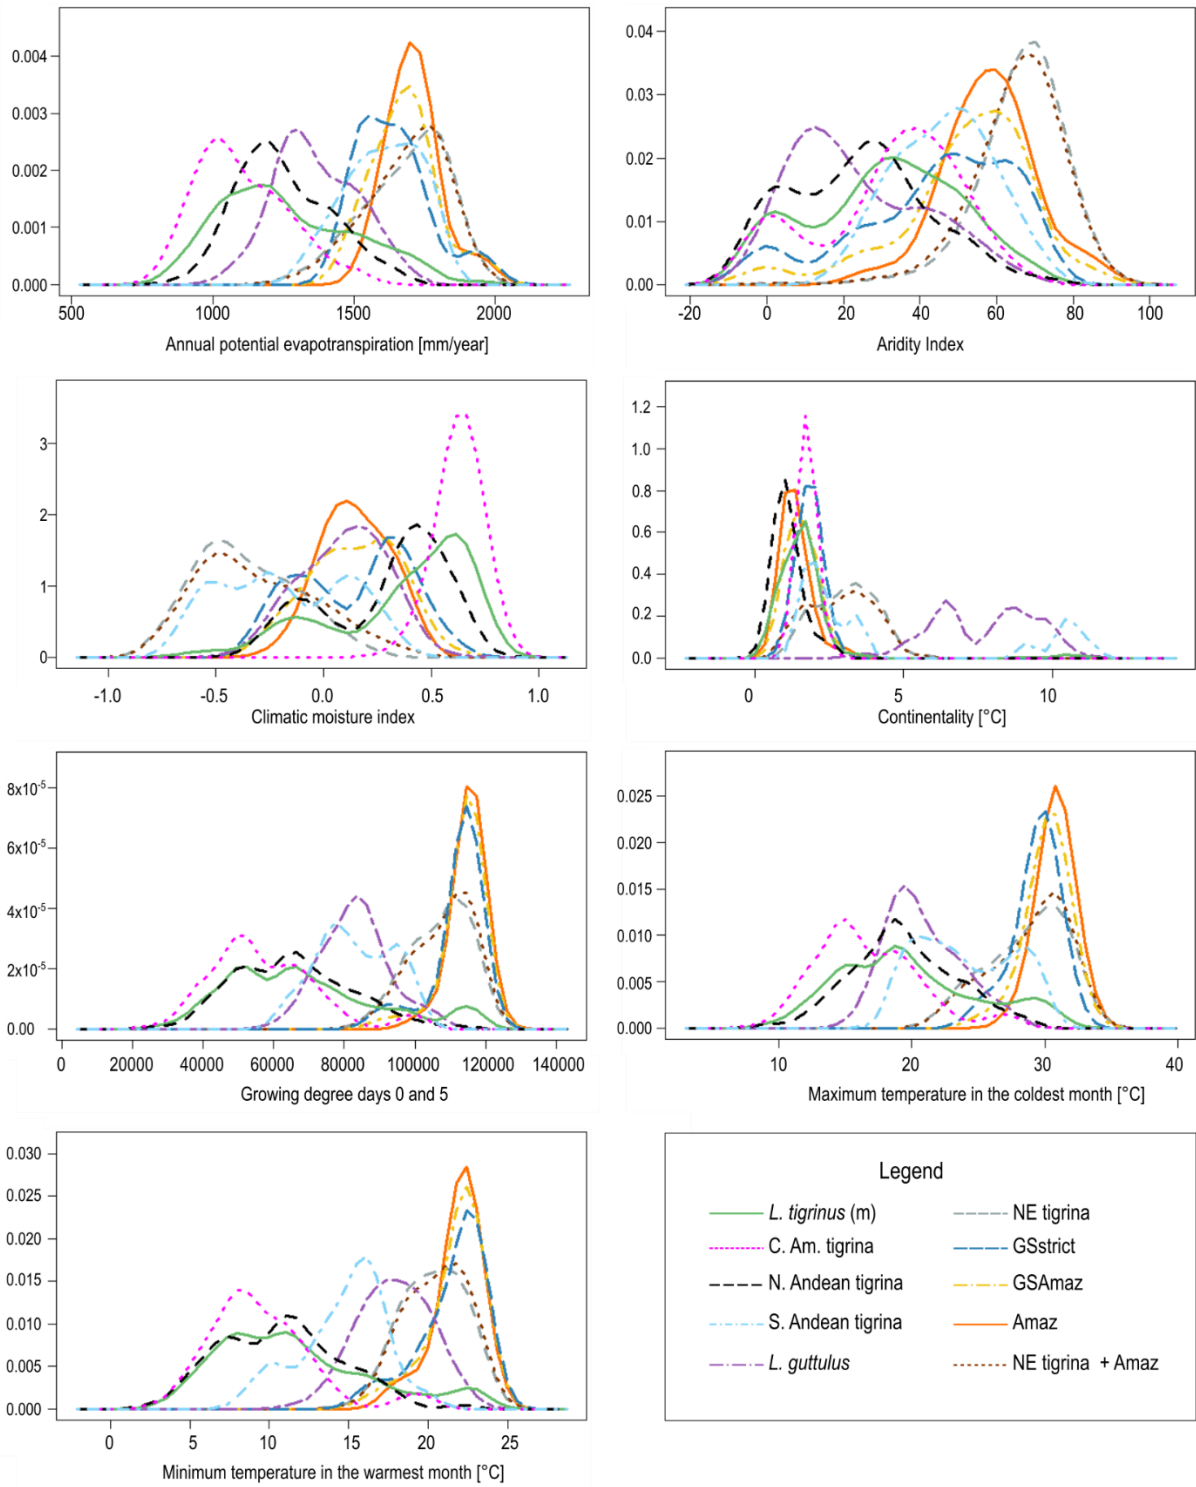 0.004
0.003
0.002
0.001
0.000
500 1000 1500 2000
Annual potential evapotranspiration [mm/year]
0.04
0.03
0.02
0.01
0.00
-20 0 20 40 60 80 100
Aridity Index
3
2
1
0
-1.0 -0.5 0.0 0.5 1.0
Climatic moisture index
1.2
1.0
0.8
0.6
0.4
0.2
0.0
0 5 10
Continentality [°C]
8x10⁻⁵
6x10⁻⁵
4x10⁻⁵
2x10⁻⁵
0.00
0 20000 40000 60000 80000 100000 120000 140000
Growing degree days 0 and 5
0.025
0.020
0.015
0.010
0.005
0.000
10 20 30 40
Maximum temperature in the coldest month [°C]
0.030
0.025
0.020
0.015
0.010
0.005
0.000
0 5 10 15 20 25
Minimum temperature in the warmest month [°C]
Legend
L. tigrinus (m)
C. Am. tigrina
N. Andean tigrina
S. Andean tigrina
L. guttulus
NE tigrina
GSstrict
GSAmaz
Amaz
NE tigrina + Amaz